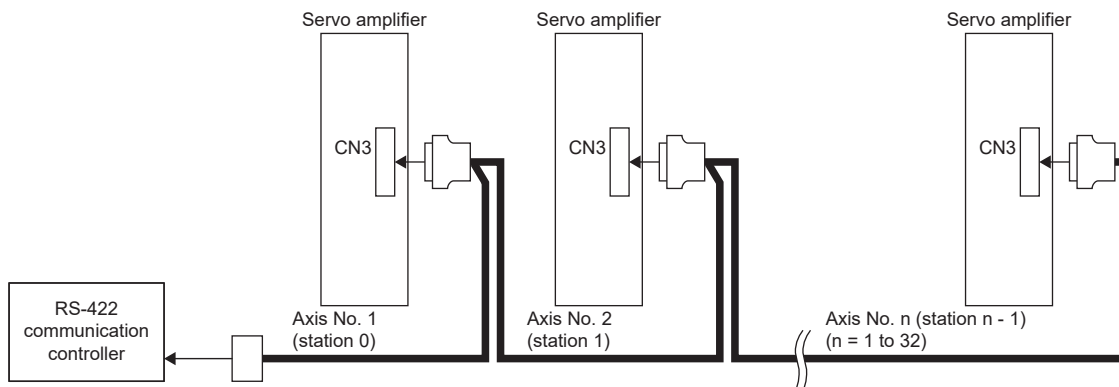 Servo amplifier
Servo amplifier
Servo amplifier
CN3
CN3
CN3
RS-422
communication
controller
Axis No. 1
(station 0)
Axis No. 2
(station 1)
Axis No. n (station n - 1)
(n = 1 to 32)